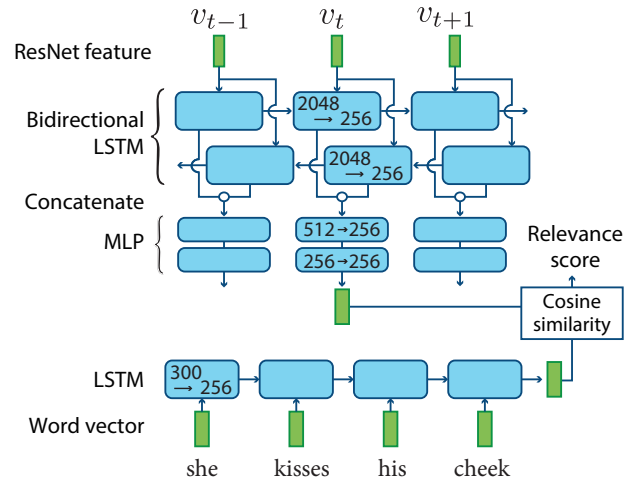 v_{t-1} v_t v_{t+1}
ResNet feature
Bidirectional
LSTM
2048
→ 256
2048
→ 256
Concatenate
MLP
512→256
256→256
Relevance
score
Cosine
similarity
LSTM
300
→ 256
Word vector
she kisses his cheek